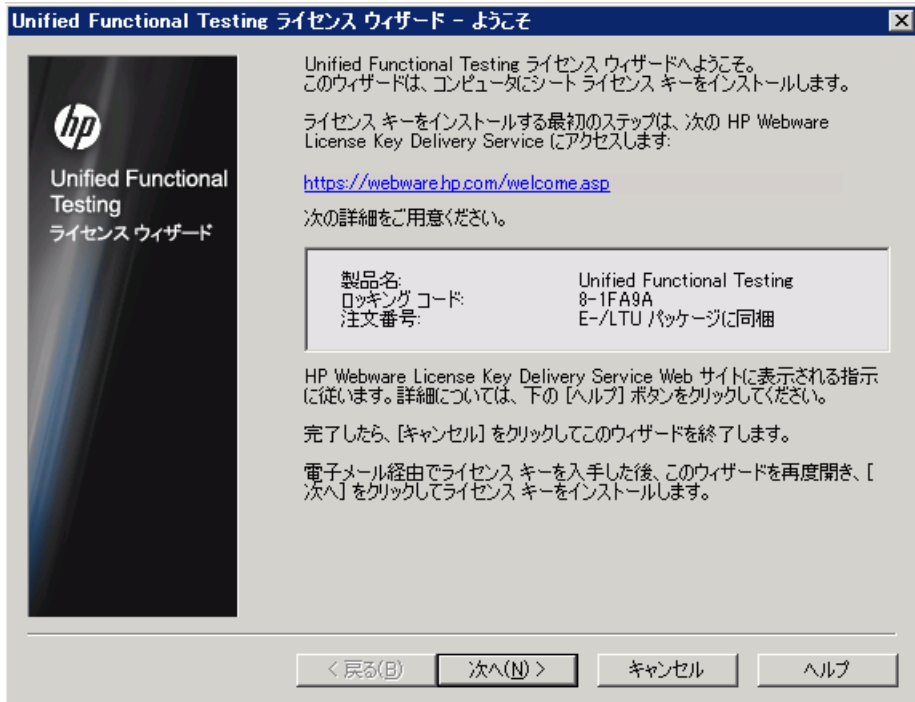 Unified Functional Testing ライセンス ウィザード - ようこそ
hp
Unified Functional
Testing
ライセンス ウィザード
Unified Functional Testing ライセンス ウィザードへようこそ。
このウィザードは、コンピュータにシート ライセンス キーをインストールします。
ライセンス キーをインストールする最初のステップは、次の HP Webware
License Key Delivery Service にアクセスします:
https://webware.hp.com/welcome.asp
次の詳細をご用意ください。
製品名: Unified Functional Testing
ロッキング コード: 8-1FA9A
注文番号: E-/LTU パッケージに同梱
HP Webware License Key Delivery Service Web サイトに表示される指示
に従います。詳細については、下の [ヘルプ] ボタンをクリックしてください。
完了したら、[キャンセル] をクリックしてこのウィザードを終了します。
電子メール経由でライセンス キーを入手した後、このウィザードを再度開き、[
次へ] をクリックしてライセンス キーをインストールします。
< 戻る(B) 次へ(N) > キャンセル ヘルプ